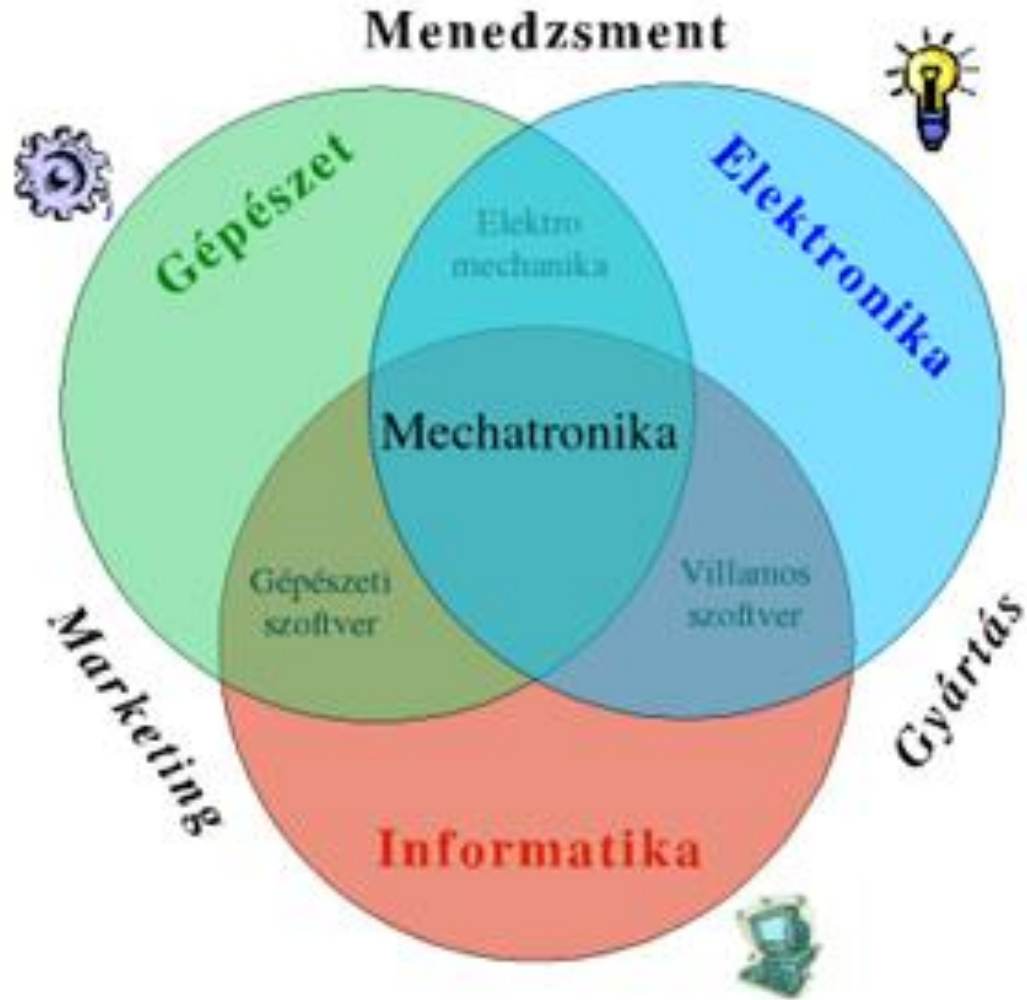 Menedzsment
Gépészet
Elektronika
Elektro
mechanika
Mechatronika
Gépészeti
szoftver
Villamos
szoftver
Marketing
Gyártás
Informatika